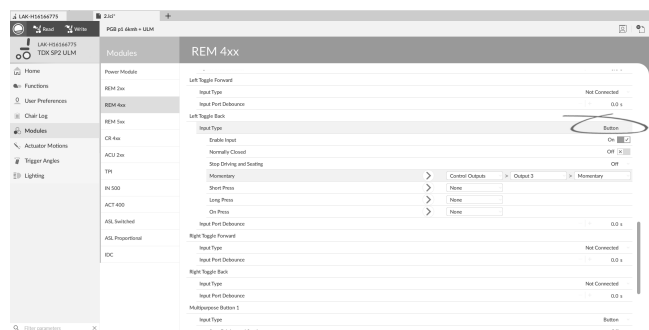 LAK-H16166775
2.lci*
+
Read
Write
PGB p5 6kmh + ULM
LAK-H16166775
TDX SP2 ULM
Modules
REM 4xx
Home
Functions
User Preferences
Chair Log
Modules
Actuator Motions
Trigger Angles
Lighting
Filter parameters
×
Power Module
REM 2xx
REM 4xx
REM 5xx
CR 4xx
ACU 2xx
TPI
IN 500
ACT 400
ASL Switched
ASL Proportional
IDC
Left Toggle Forward
Input Type Not Connected
Input Port Debounce 0.0 s
Left Toggle Back
Input Type Button
Enable Input On
Normally Closed Off
Stop Driving and Seating Off
Momentary > Control Outputs > Output 3 > Momentary
Short Press > None
Long Press > None
On Press > None
Input Port Debounce 0.0 s
Right Toggle Forward
Input Type Not Connected
Input Port Debounce 0.0 s
Right Toggle Back
Input Type Not Connected
Input Port Debounce 0.0 s
Multipurpose Button 1
Input Type Button